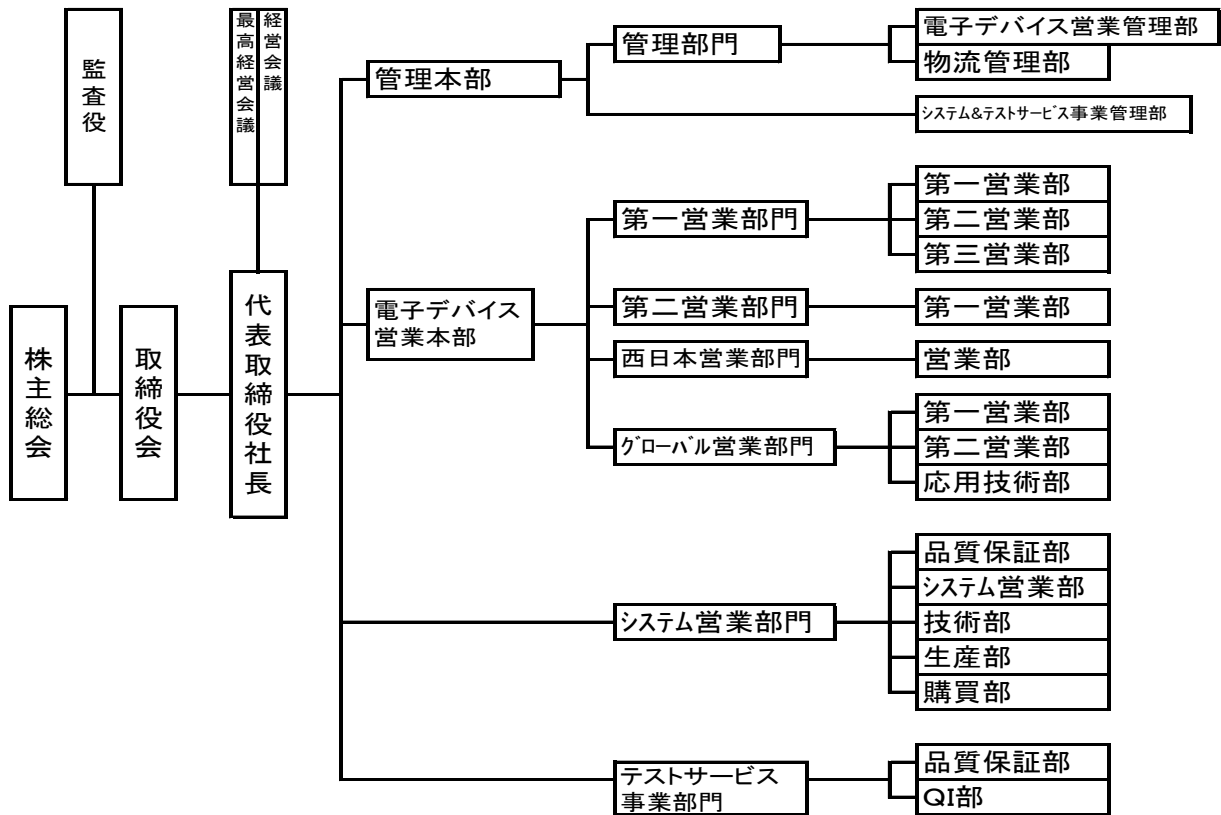 監査役
最高経営会議
経営会議
株主総会
取締役会
代表取締役社長
管理本部
管理部門
電子デバイス営業管理部
物流管理部
ｼｽﾃﾑ&ﾃｽﾄｻｰﾋﾞｽ事業管理部
電子デバイス
営業本部
第一営業部門
第一営業部
第二営業部
第三営業部
第二営業部門
第一営業部
西日本営業部門
営業部
ｸﾞﾛｰﾊﾞﾙ営業部門
第一営業部
第二営業部
応用技術部
ｼｽﾃﾑ営業部門
品質保証部
ｼｽﾃﾑ営業部
技術部
生産部
購買部
テストサービス
事業部門
品質保証部
QI部